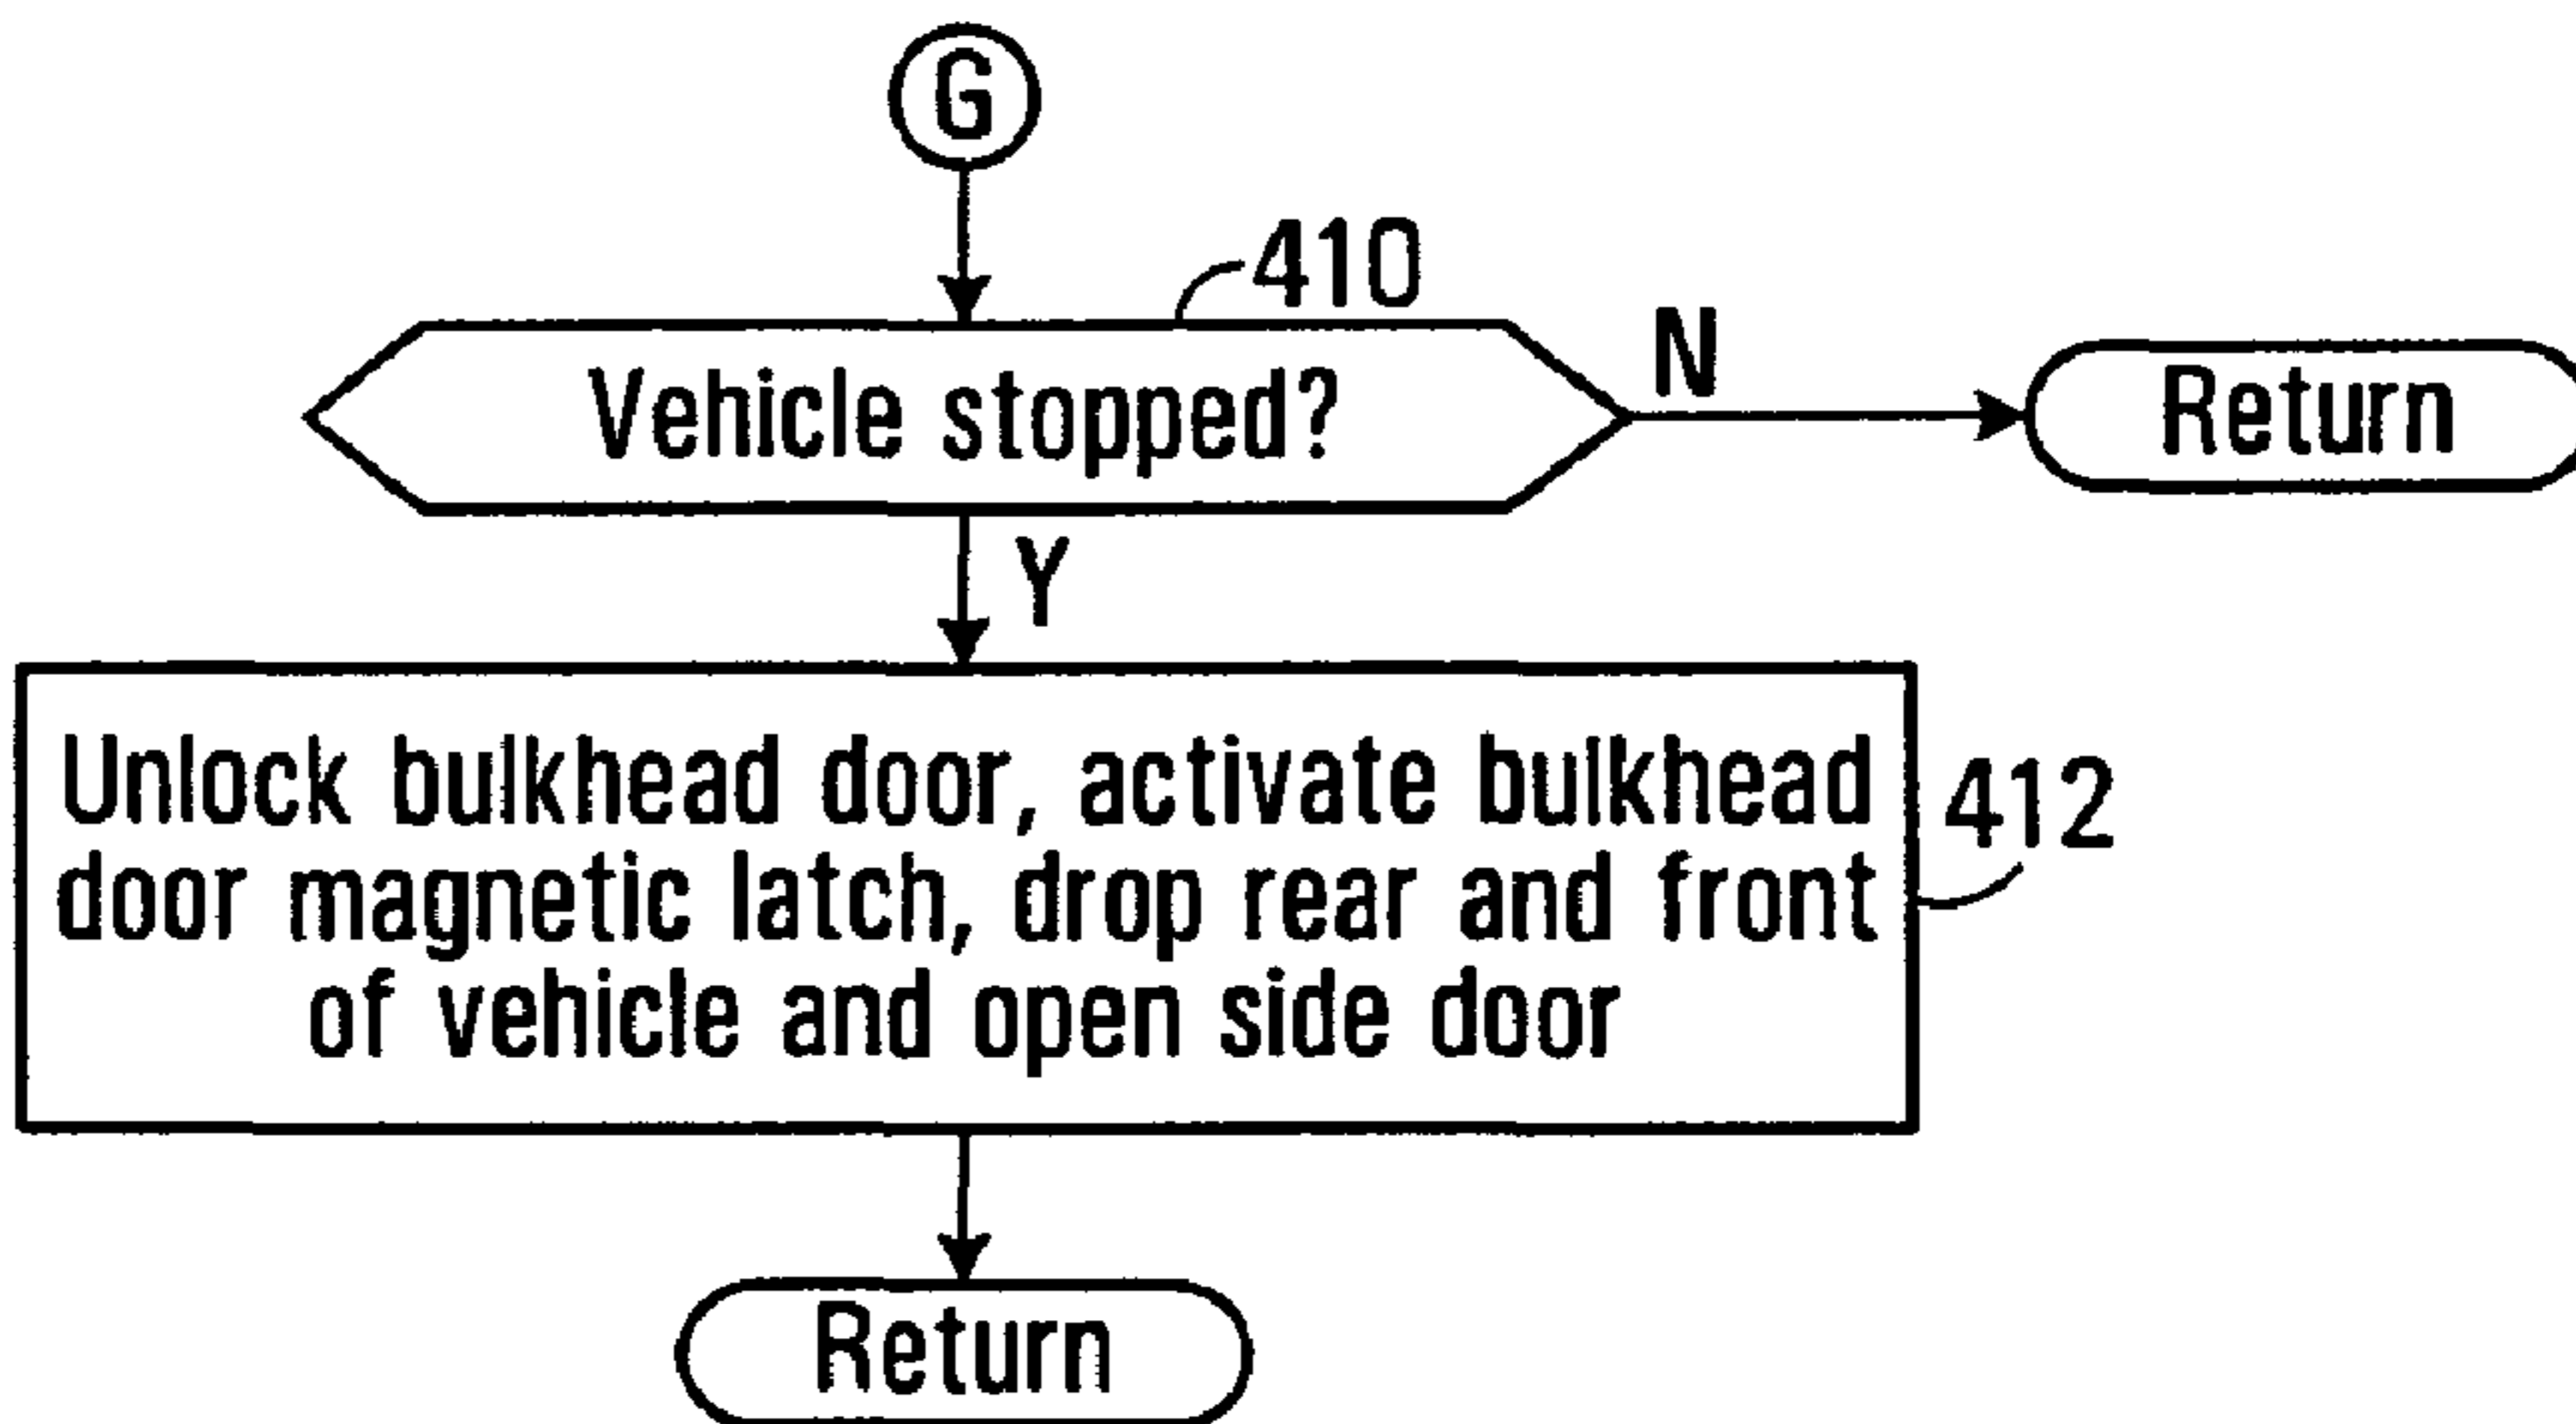 G
410
Vehicle stopped?
N
Return
Y
Unlock bulkhead door, activate bulkhead
door magnetic latch, drop rear and front
of vehicle and open side door
412
Return